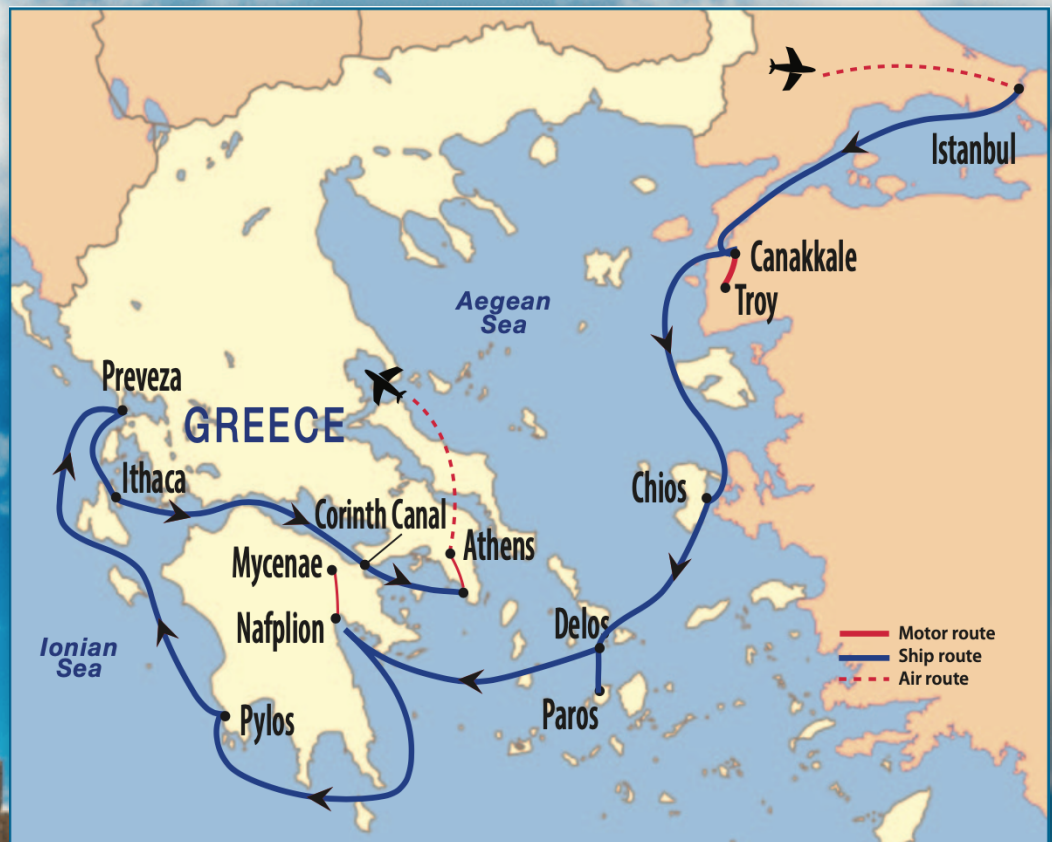 Istanbul
Canakkale
Troy
Aegean
Sea
Preveza
GREECE
Ithaca
Chios
Corinth Canal
Athens
Mycenae
Nafplion
Delos
Ionian
Sea
Motor route
Ship route
Air route
Pylos
Paros